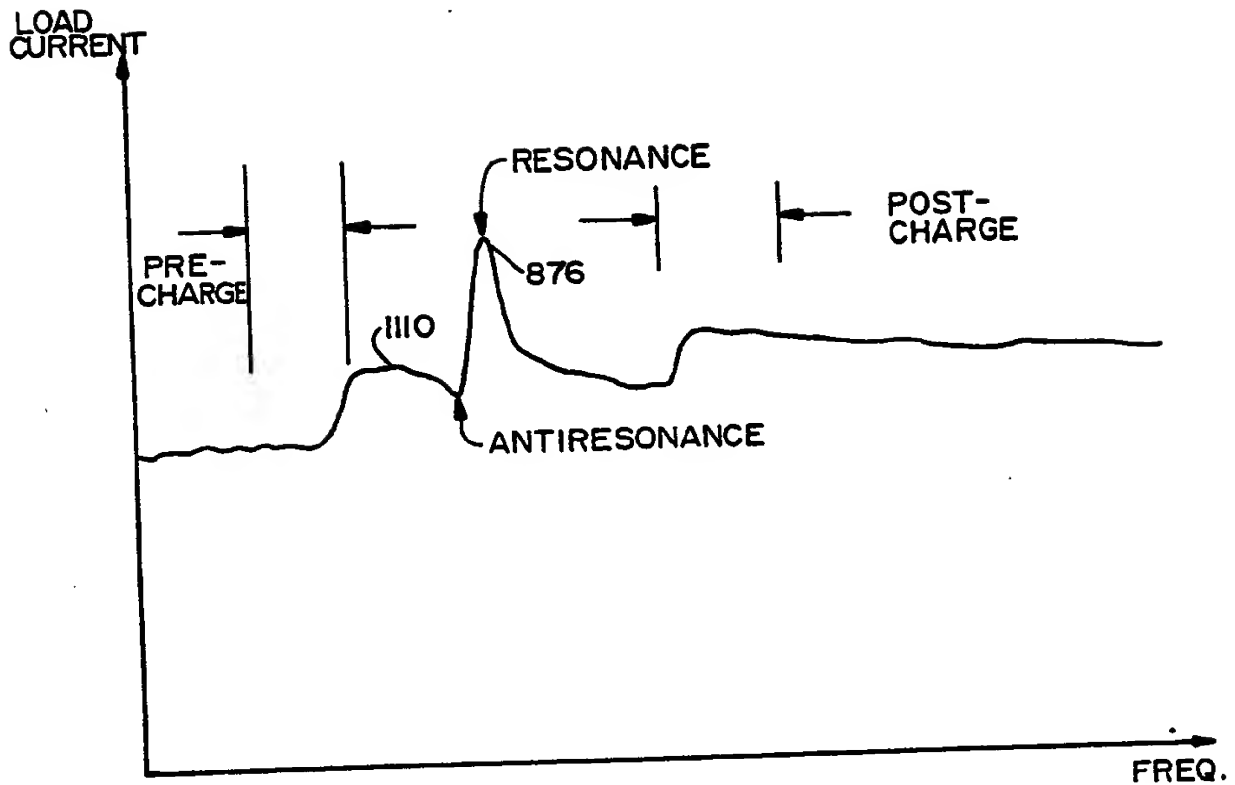 LOAD
CURRENT
RESONANCE
POST-
CHARGE
PRE-
CHARGE
876
1110
ANTIRESONANCE
FREQ.